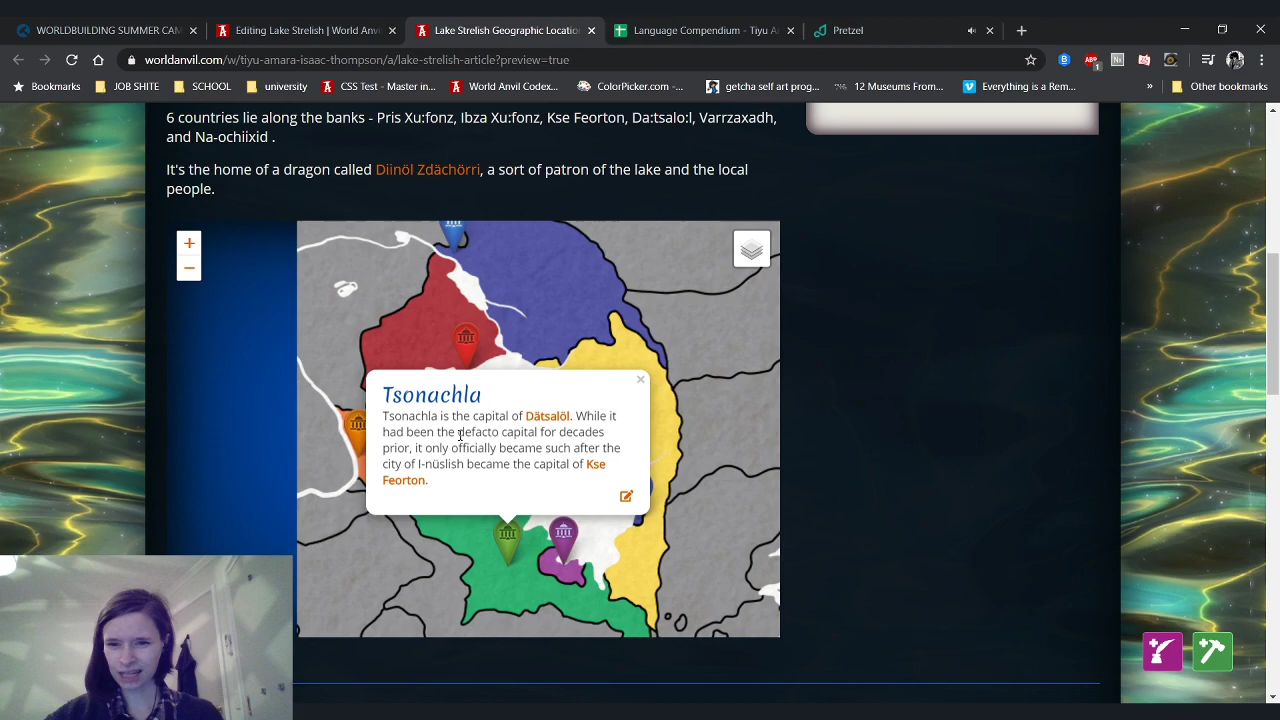 WORLDBUILDING SUMMER CAM
Editing Lake Strelish | World Anvi
Lake Strelish Geographic Locatio
Language Compendium - Tiyu A
Pretzel
worldanvil.com/w/tiyu-amara-isaac-thompson/a/lake-strelish-article?preview=true
Bookmarks
JOB SHITE
SCHOOL
university
CSS Test - Master in...
World Anvil Codex...
ColorPicker.com -...
getcha self art prog...
12 Museums From...
Everything is a Rem...
»
Other bookmarks
6 countries lie along the banks - Pris Xu:fonz, Ibza Xu:fonz, Kse Feorton, Da:tsalo:l, Varrzaxadh,
and Na-ochiixid .
It's the home of a dragon called Diinöl Zdächörri, a sort of patron of the lake and the local
people.
+
−
Tsonachla
Tsonachla is the capital of Dätsalöl. While it
had been the defacto capital for decades
prior, it only officially became such after the
city of I-nüslish became the capital of Kse
Feorton.